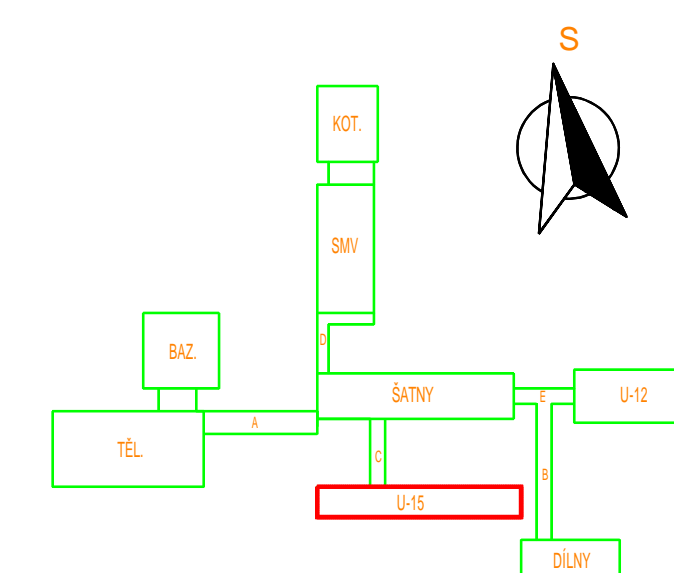 S
KOT.
SMV
D
BAZ.
ŠATNY
E
U-12
A
TĚL.
C
B
U-15
DÍLNY